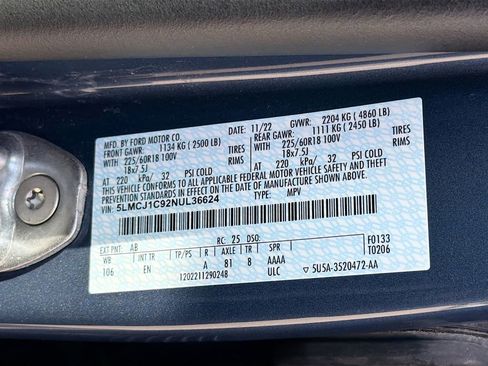 MFD. BY FORD MOTOR CO. 11/22 GVWR: 2204 KG ( 4860 LB)
FRONT GAWR: 1134 KG ( 2500 LB) REAR GAWR: 1111 KG ( 2450 LB)
WITH 225/60R18 100V TIRES WITH 225/60R18 100V TIRES
18x7.5J RIMS 18x7.5J RIMS
AT 220 kPa/ 32 PSI COLD AT 220 kPa/ 32 PSI COLD
THIS VEHICLE CONFORMS TO ALL APPLICABLE FEDERAL MOTOR VEHICLE SAFETY AND THEFT
PREVENTION STANDARDS IN EFFECT ON THE DATE OF MANUFACTURE SHOWN ABOVE.
VIN: 5LMCJ1C92NUL36624 TYPE: MPV
EXT PNT: AB RC: 25 DSO: F0133
WB INT TR TP/PS R AXLE TR SPR T0206
106 EN A 81 8 AAAA
1202211290248 ULC 5U5A-3520472-AA